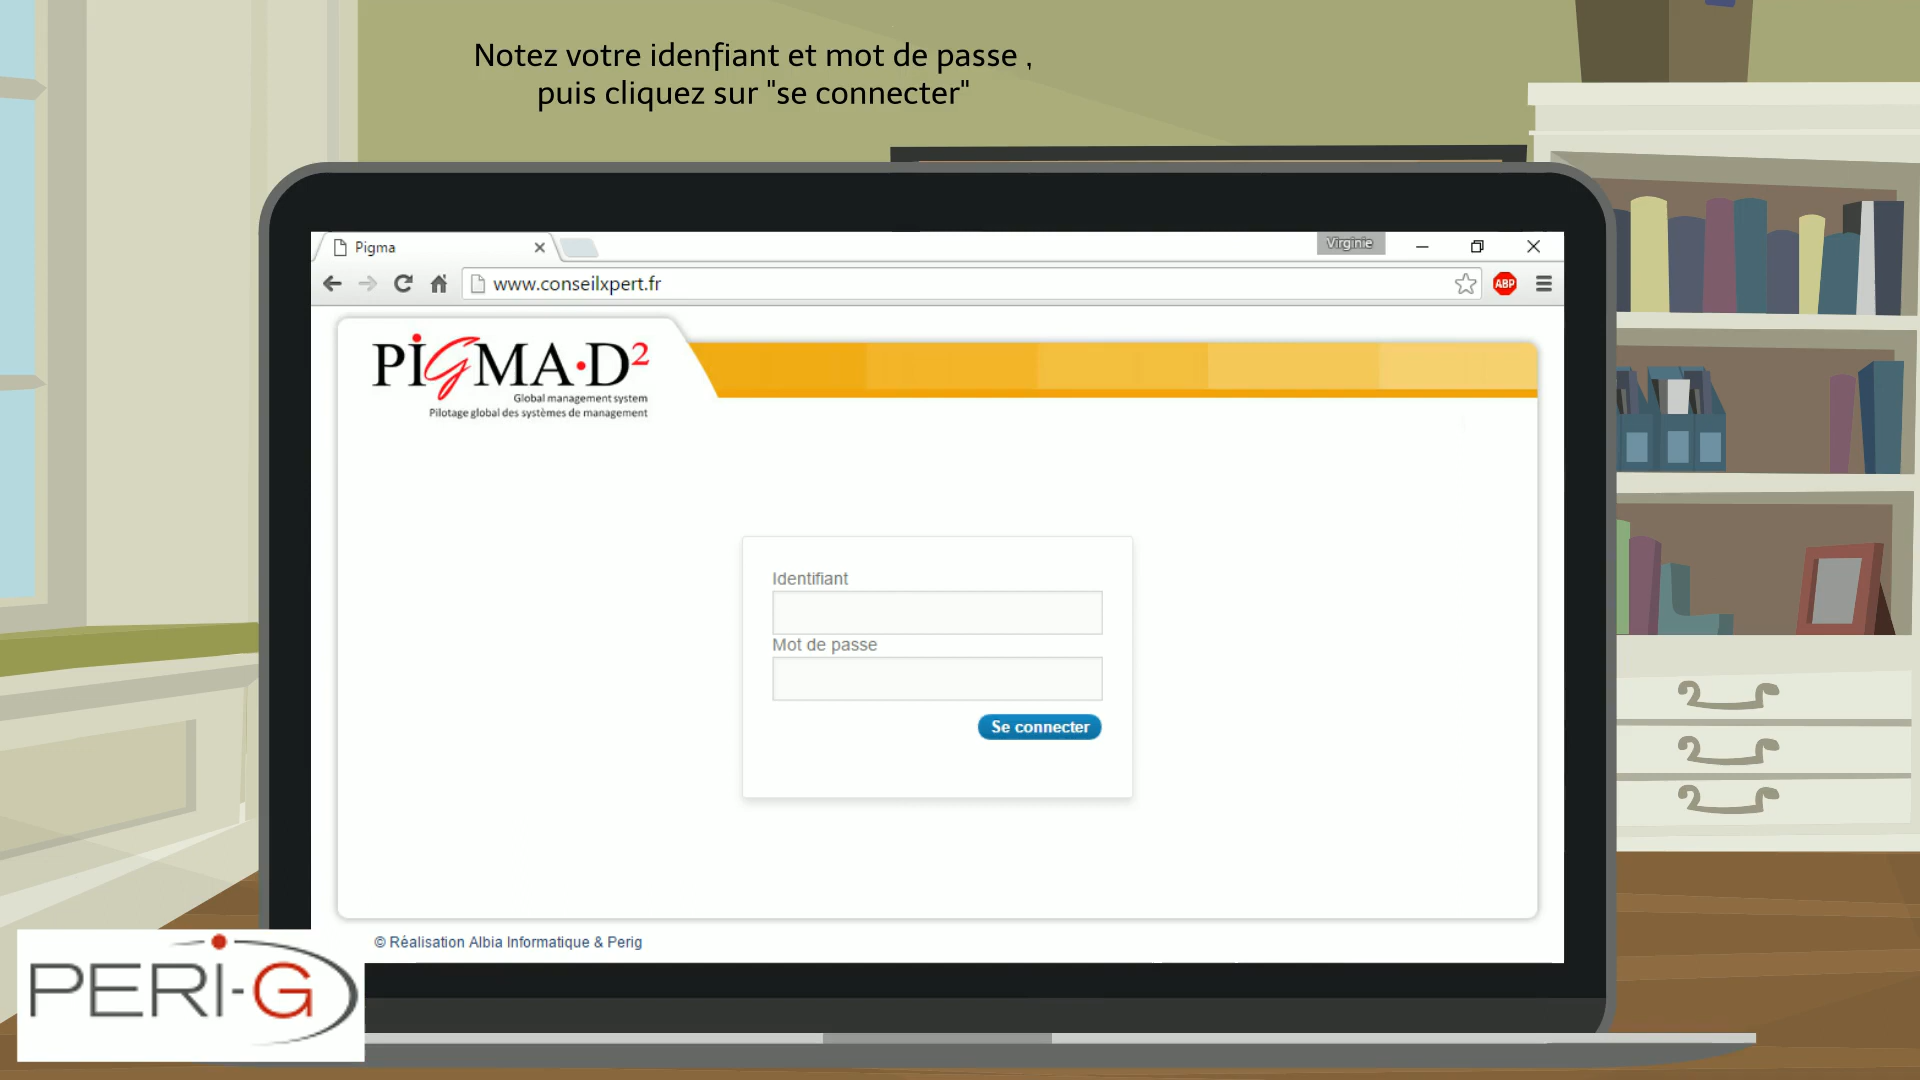 Notez votre idenfiant et mot de passe ,
puis cliquez sur "se connecter"
Pigma
Virginie
www.conseilxpert.fr
ABP
PiGMA·D²
Global management system
Pilotage global des systèmes de management
Identifiant
Mot de passe
Se connecter
© Réalisation Albia Informatique & Perig
PERI-G